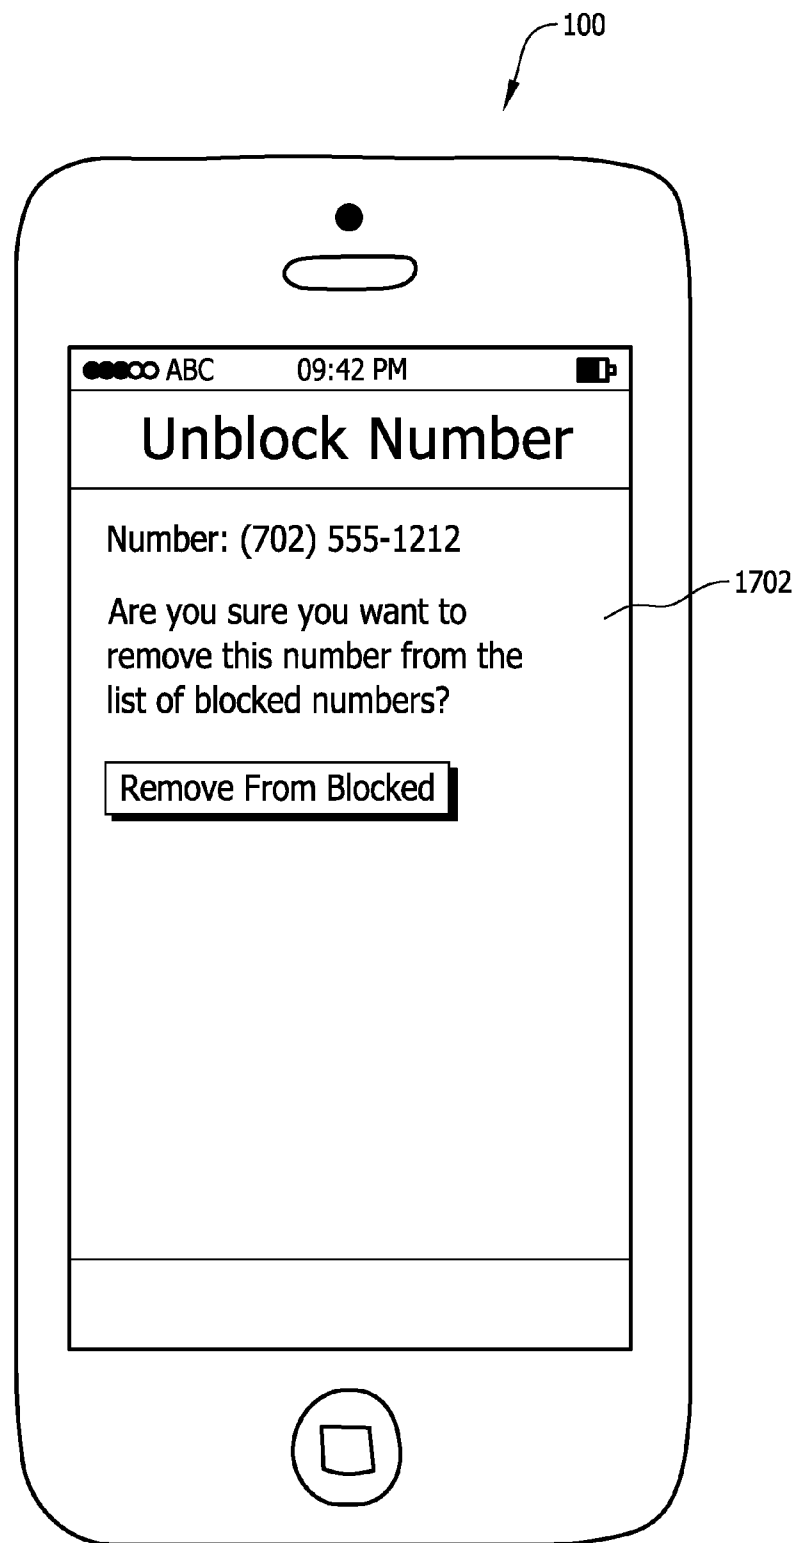 100
ABC 09:42 PM
Unblock Number
Number: (702) 555-1212
1702
Are you sure you want to
remove this number from the
list of blocked numbers?
Remove From Blocked